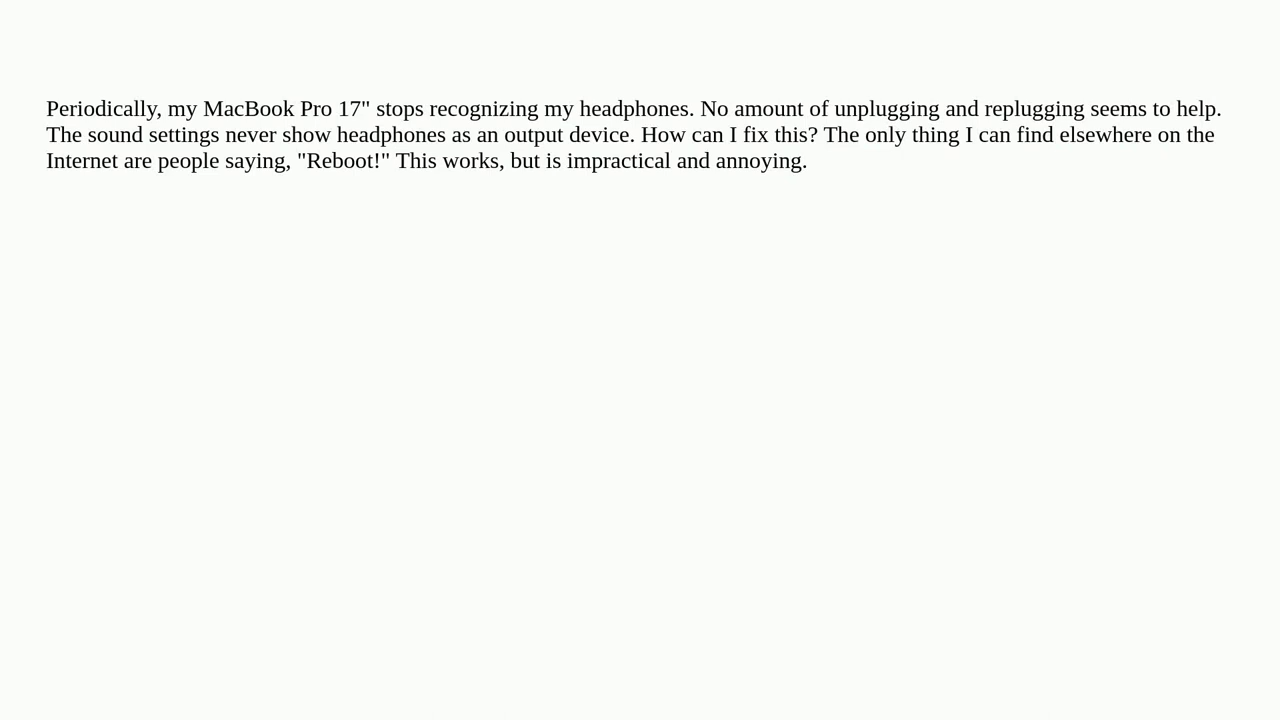 Periodically, my MacBook Pro 17" stops recognizing my headphones. No amount of unplugging and replugging seems to help.
The sound settings never show headphones as an output device. How can I fix this? The only thing I can find elsewhere on the
Internet are people saying, "Reboot!" This works, but is impractical and annoying.